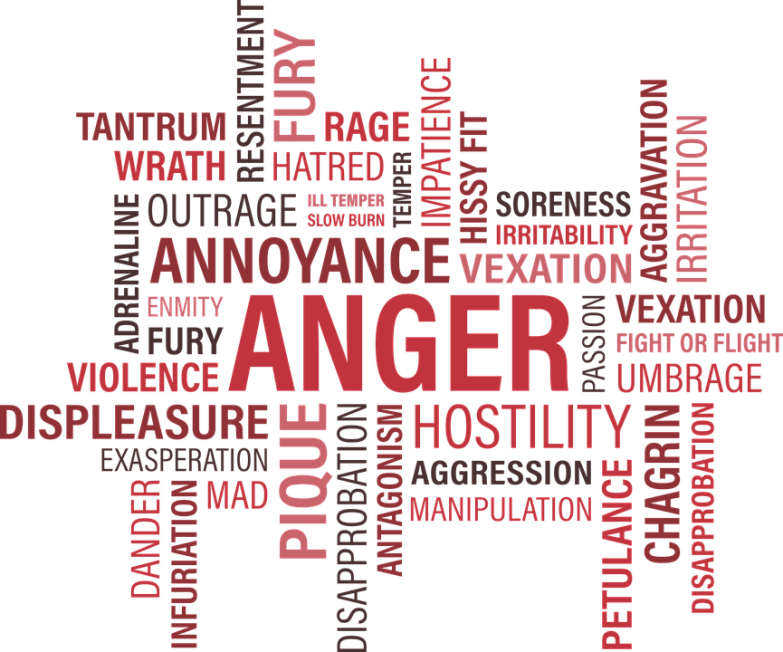 RESENTMENT
FURY
TANTRUM
RAGE
WRATH
HATRED
TEMPER
IMPATIENCE
HISSY FIT
AGGRAVATION
IRRITATION
ADRENALINE
OUTRAGE
ILL TEMPER
SLOW BURN
SORENESS
IRRITABILITY
ANNOYANCE
VEXATION
ENMITY
FURY
ANGER
PASSION
VEXATION
FIGHT OR FLIGHT
VIOLENCE
UMBRAGE
DISPLEASURE
EXASPERATION
DANDER
INFURIATION
MAD
PIQUE
DISAPPROBATION
ANTAGONISM
HOSTILITY
AGGRESSION
MANIPULATION
PETULANCE
CHAGRIN
DISAPPROBATION